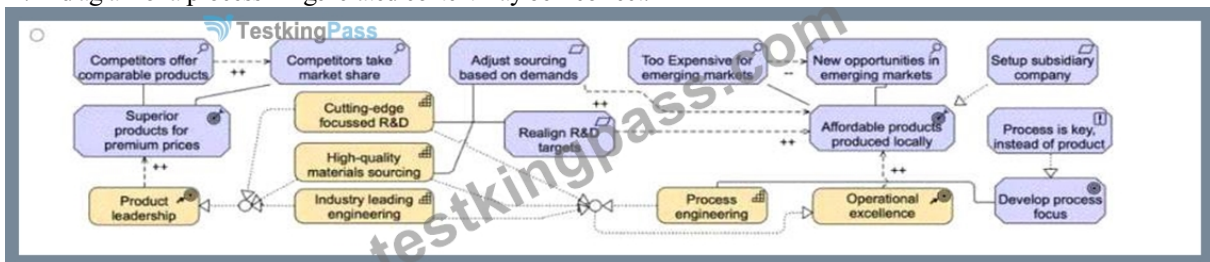 TestkingPass
Competitors offer
comparable products
++
Competitors take
market share
Adjust sourcing
based on demands
Too Expensive for
emerging markets
--
New opportunities in
emerging markets
Setup subsidiary
company
Superior
products for
premium prices
Cutting-edge
focussed R&D
Realign R&D
targets
++
++
Affordable products
produced locally
Process is key,
instead of product
++
High-quality
materials sourcing
++
Product
leadership
Industry leading
engineering
Process
engineering
Operational
excellence
Develop process
focus
testkingpass.com